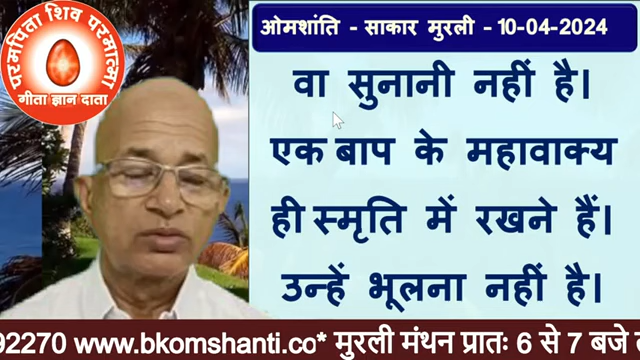 परमपिता शिव परमात्मा
गीता ज्ञान दाता
ओमशांति - साकार मुरली - 10-04-2024
वा सुनानी नहीं है।
एक बाप के महावाक्य
ही स्मृति में रखने हैं।
उन्हें भूलना नहीं है।
92270 www.bkomshanti.co* मुरली मंथन प्रातः 6 से 7 बजे